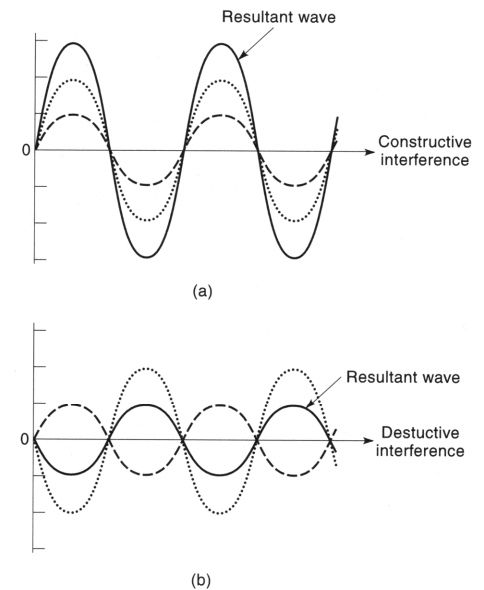 Resultant wave
0
Constructive
interference
(a)
Resultant wave
0
Destuctive
interference
(b)